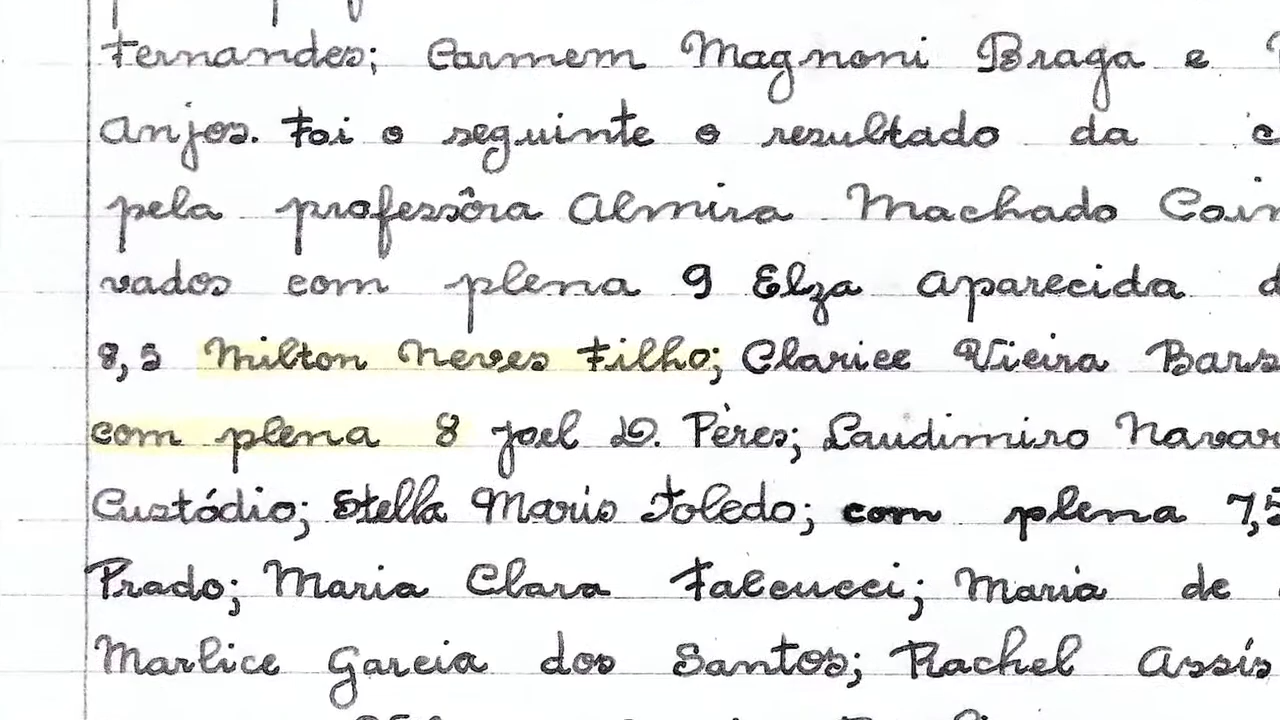 Fernandes; Carmem Magnoni Braga e
Anjos. Foi o seguinte o resultado da
pela professôra Almira Machado
vados com plena 9 Elza Aparecida
8,5 Milton Neves Filho; Clarice Vieira
com plena 8 Joel D. Péres; Laudimiro
Custódio; Stella Maris Toledo; com plena 7,5
Prado; Maria Clara Falcucci; Maria de
Marlice Garcia dos Santos; Rachel Assis